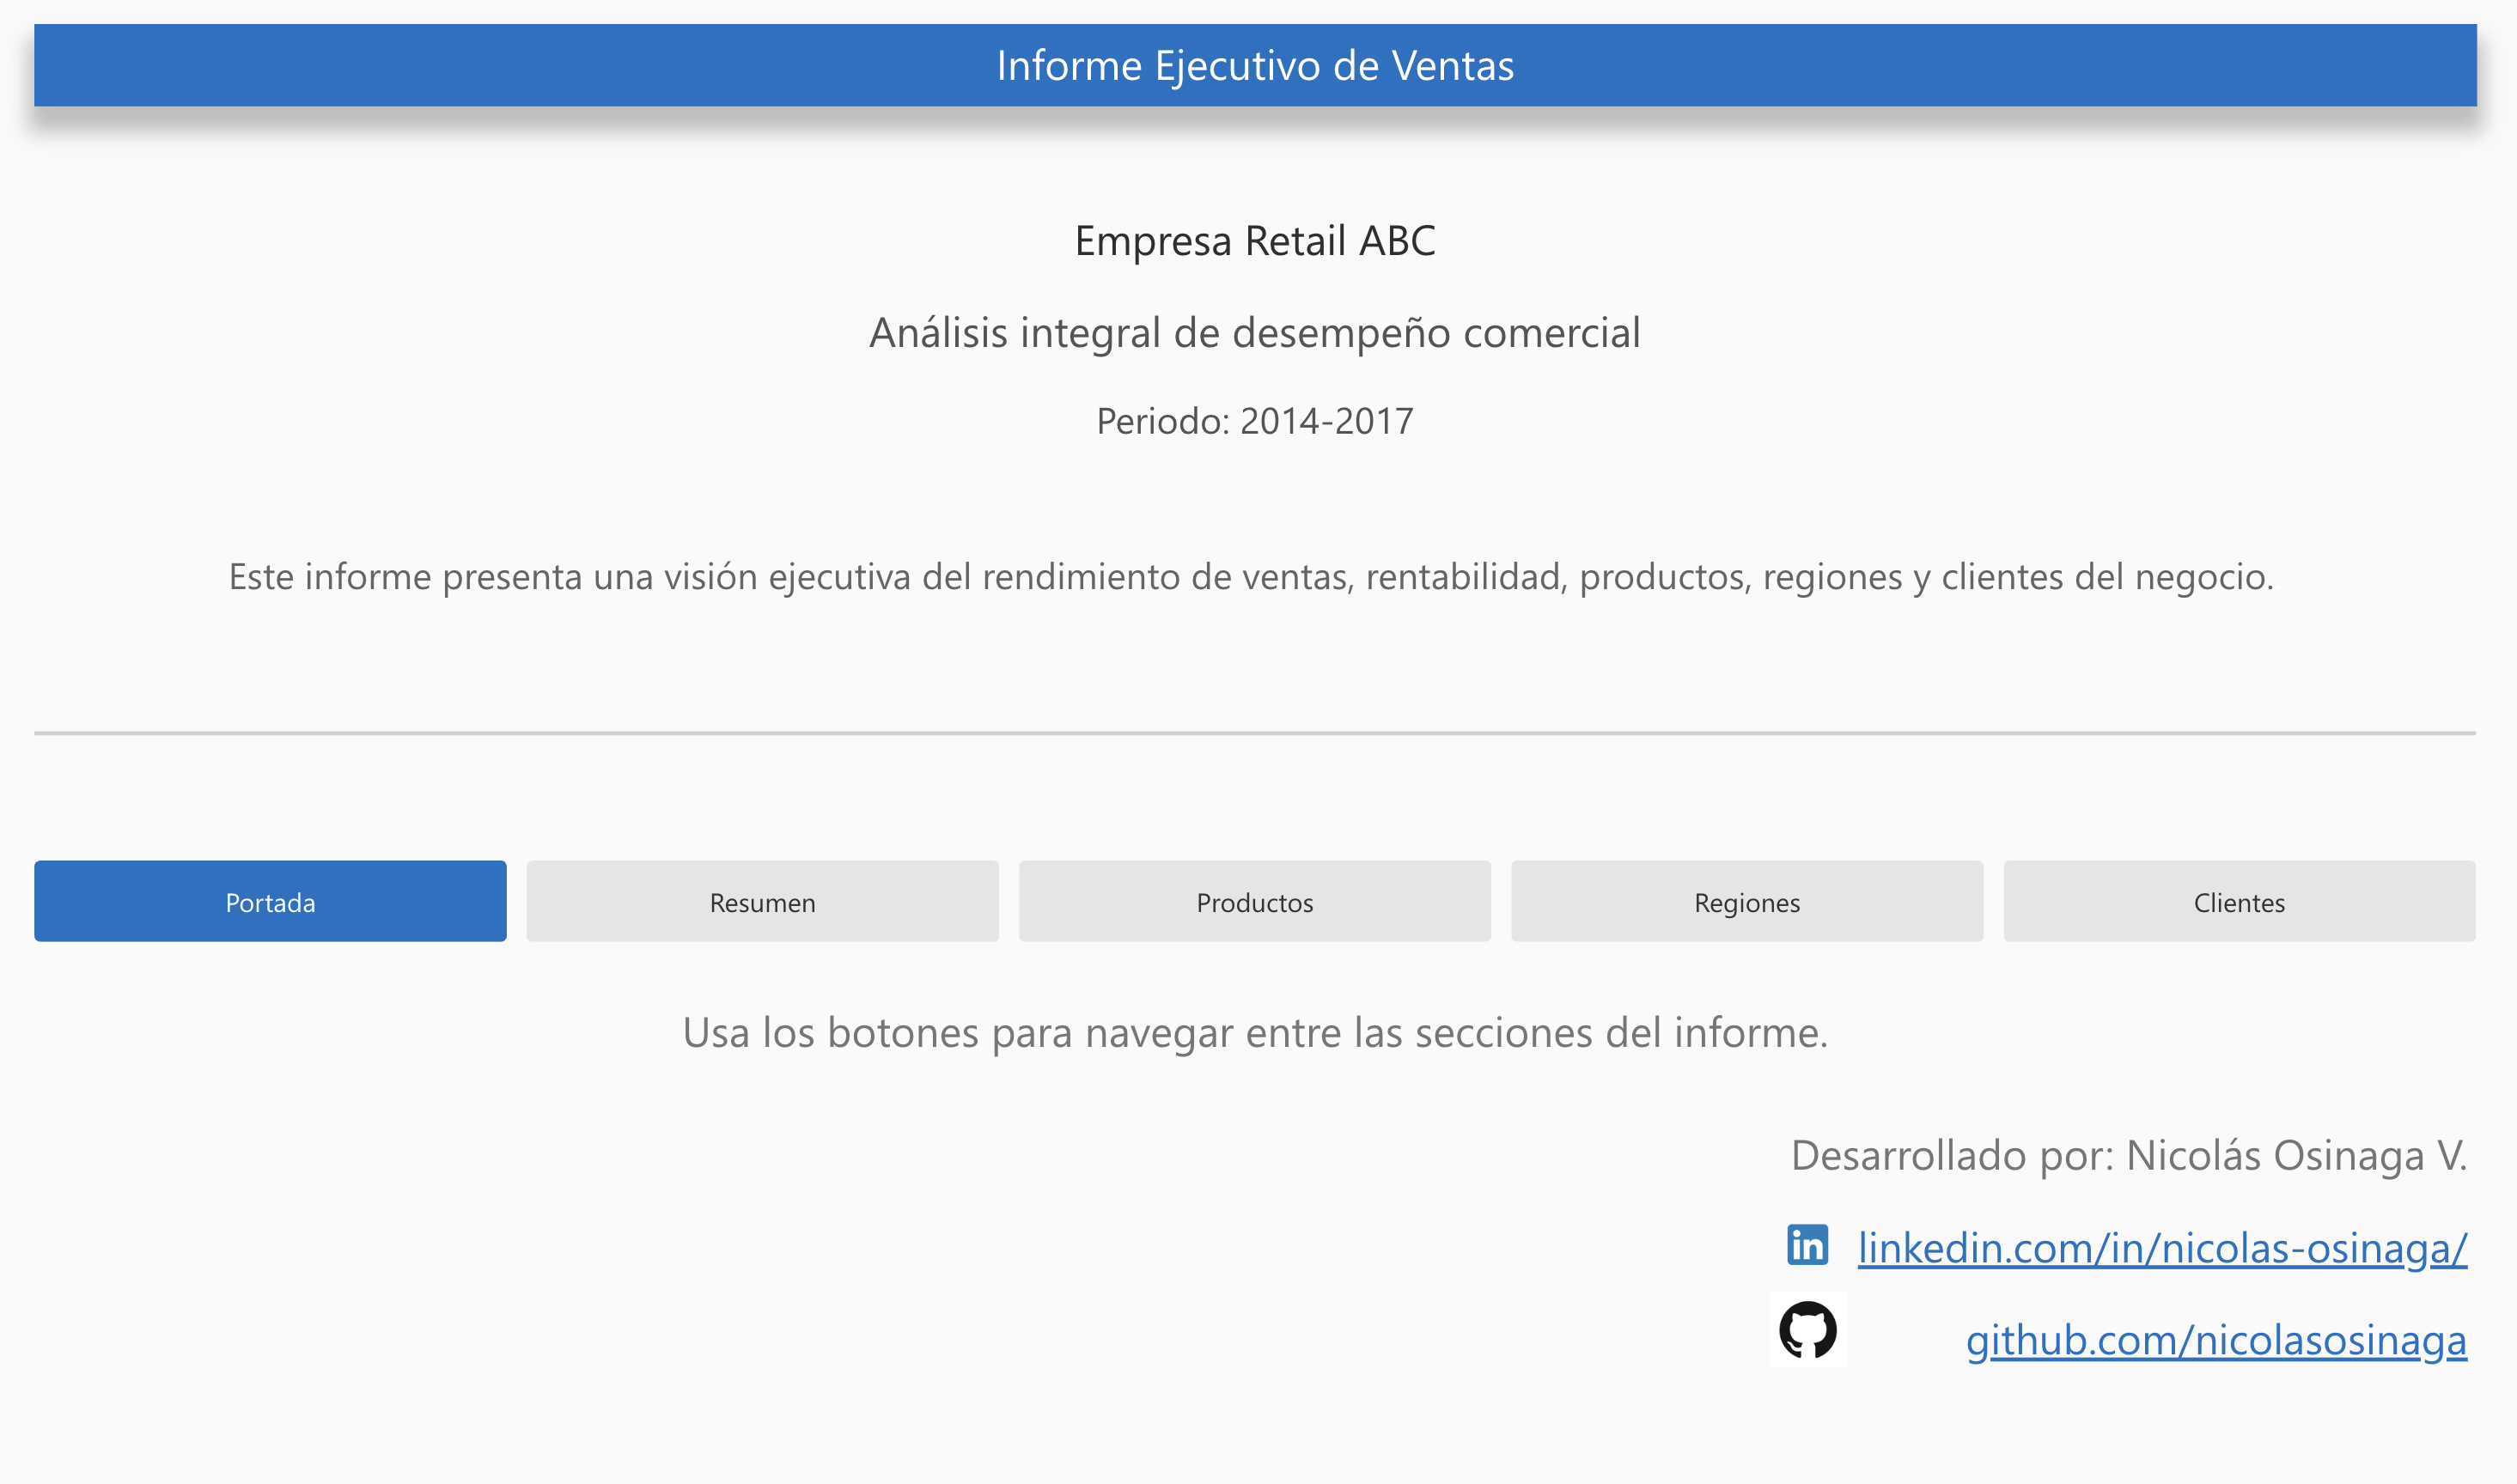 Informe Ejecutivo de Ventas
Empresa Retail ABC
Análisis integral de desempeño comercial
Periodo: 2014-2017
Este informe presenta una visión ejecutiva del rendimiento de ventas, rentabilidad, productos, regiones y clientes del negocio.
Portada
Resumen
Productos
Regiones
Clientes
Usa los botones para navegar entre las secciones del informe.
Desarrollado por: Nicolás Osinaga V.
in
linkedin.com/in/nicolas-osinaga/
github.com/nicolasosinaga